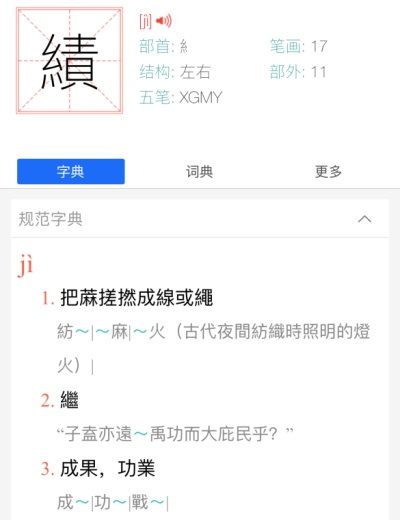 績
[jì]
部首: 糹 笔画: 17
结构: 左右 部外: 11
五笔: XGMY
字典 词典 更多
规范字典
jì
1. 把蔴搓撚成線或繩
紡～|～麻|～火（古代夜間紡織時照明的燈
火）|
2. 繼
“子盍亦遠～禹功而大庇民乎？”
3. 成果，功業
成～|功～|戰～|